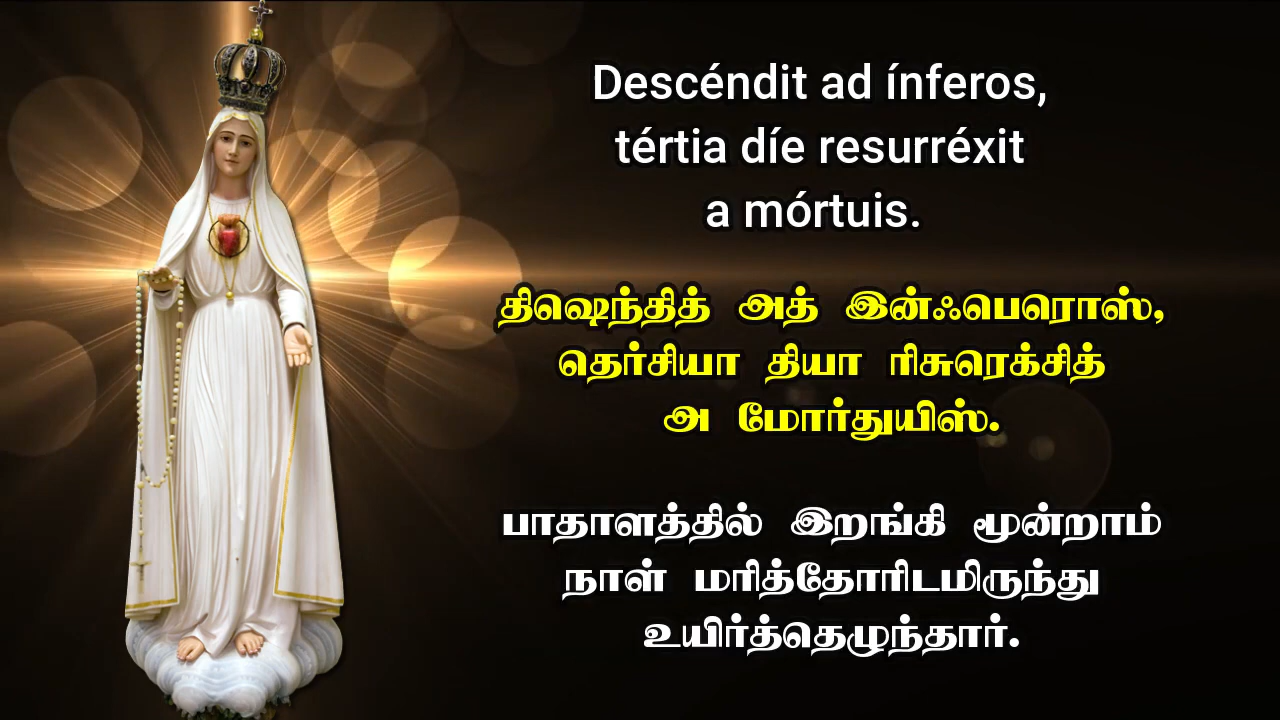 Descéndit ad ínferos,
tértia díe resurréxit
a mórtuis.
திஷெந்தித் அத் இன்ஃபெரொஸ்,
தெர்சியா தியா ரிசுரெக்சித்
அ மோர்துயிஸ்.
பாதாளத்தில் இறங்கி மூன்றாம்
நாள் மரித்தோரிடமிருந்து
உயிர்த்தெழுந்தார்.